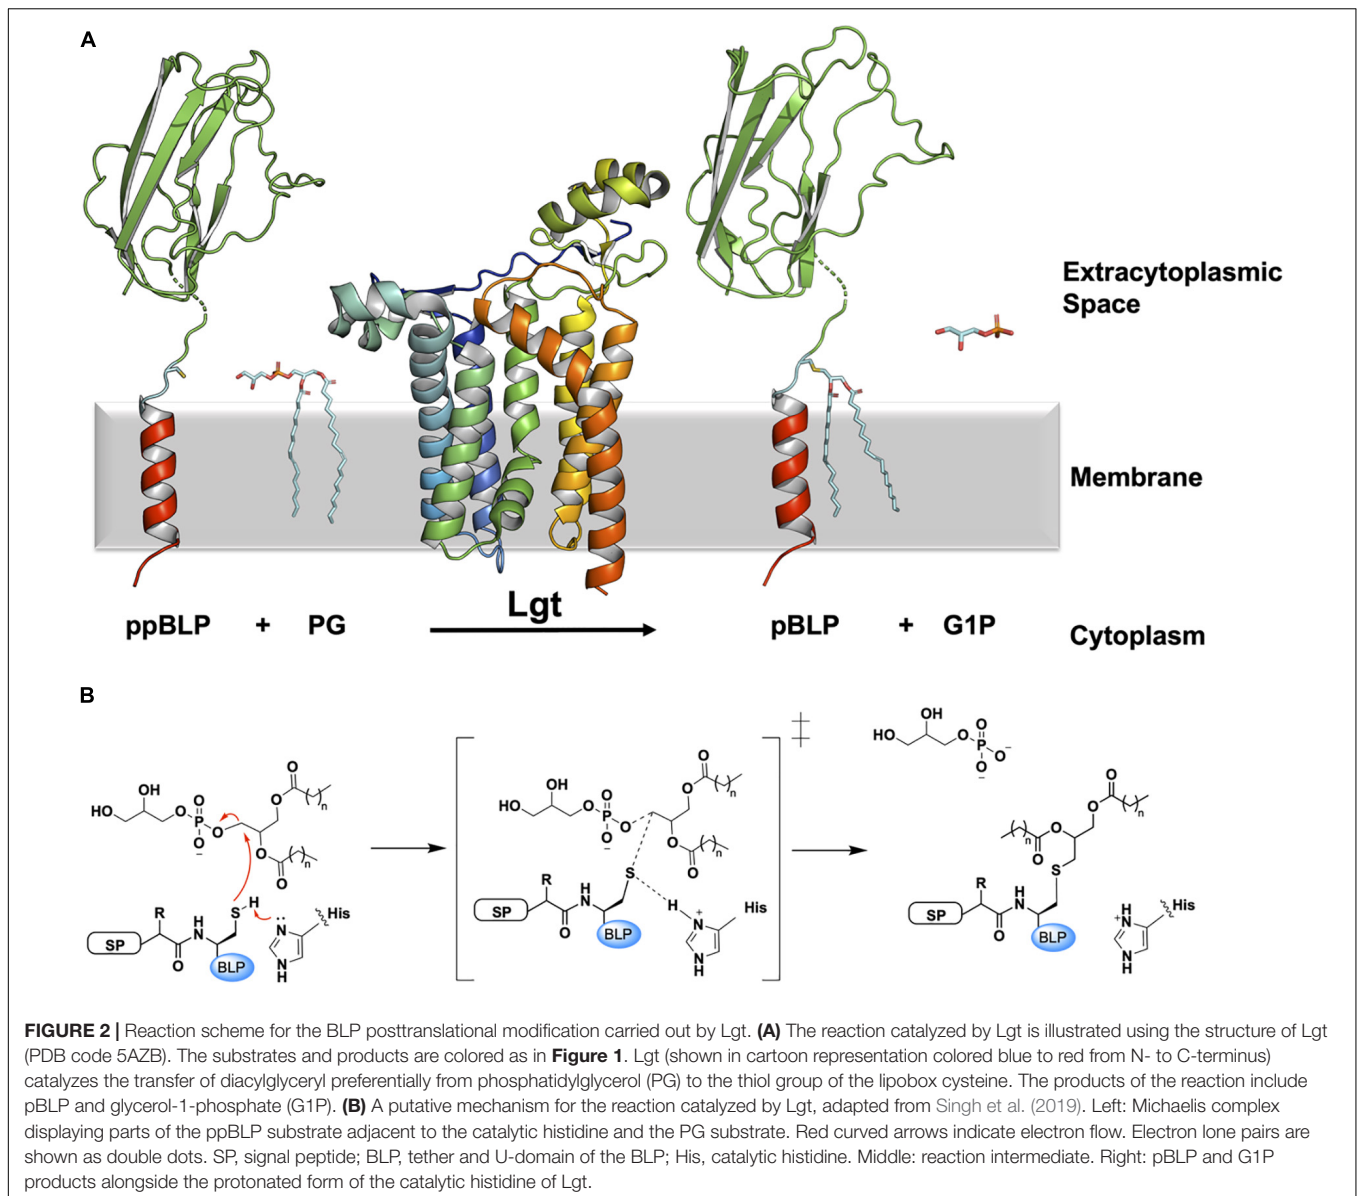 A
Extracytoplasmic
Space
Membrane
Lgt
ppBLP + PG
pBLP + G1P
Cytoplasm
B
HO
OH
O
P
O
O
O
−
O
O
n
O
O
n
SP
R
O
N
H
S
H
BLP
N
N
H
His
HO
OH
O
P
O
O
O
−
O
O
n
O
O
n
‡
SP
R
O
H
N
S
BLP
H
N
+
N
H
His
HO
OH
O
P
O
O
−
O
−
O
O
n
n
O
O
S
SP
R
O
H
N
BLP
H
+N
N
H
His
FIGURE 2 | Reaction scheme for the BLP posttranslational modification carried out by Lgt. (A) The reaction catalyzed by Lgt is illustrated using the structure of Lgt
(PDB code 5AZB). The substrates and products are colored as in Figure 1. Lgt (shown in cartoon representation colored blue to red from N- to C-terminus)
catalyzes the transfer of diacylglyceryl preferentially from phosphatidylglycerol (PG) to the thiol group of the lipobox cysteine. The products of the reaction include
pBLP and glycerol-1-phosphate (G1P). (B) A putative mechanism for the reaction catalyzed by Lgt, adapted from Singh et al. (2019). Left: Michaelis complex
displaying parts of the ppBLP substrate adjacent to the catalytic histidine and the PG substrate. Red curved arrows indicate electron flow. Electron lone pairs are
shown as double dots. SP, signal peptide; BLP, tether and U-domain of the BLP; His, catalytic histidine. Middle: reaction intermediate. Right: pBLP and G1P
products alongside the protonated form of the catalytic histidine of Lgt.